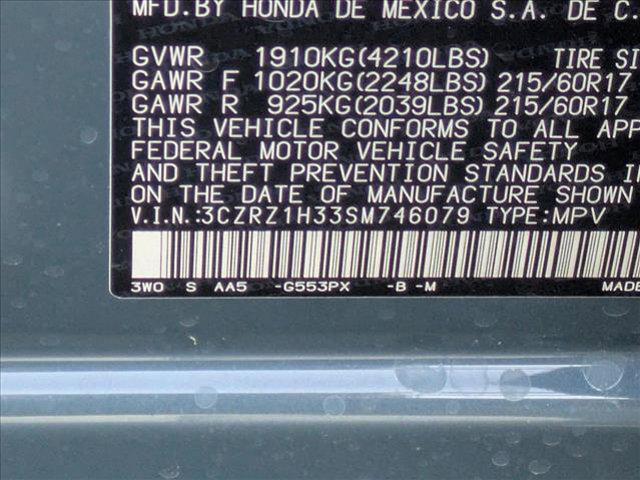 MFD.BY HONDA DE MEXICO S.A. DE C.
GVWR 1910KG(4210LBS) TIRE SI
GAWR F 1020KG(2248LBS) 215/60R17
GAWR R 925KG(2039LBS) 215/60R17
THIS VEHICLE CONFORMS TO ALL APP
FEDERAL MOTOR VEHICLE SAFETY
AND THEFT PREVENTION STANDARDS I
ON THE DATE OF MANUFACTURE SHOWN
V.I.N.:3CZRZ1H33SM746079 TYPE:MPV
3WO S AA5 -G553PX -B -M MADE